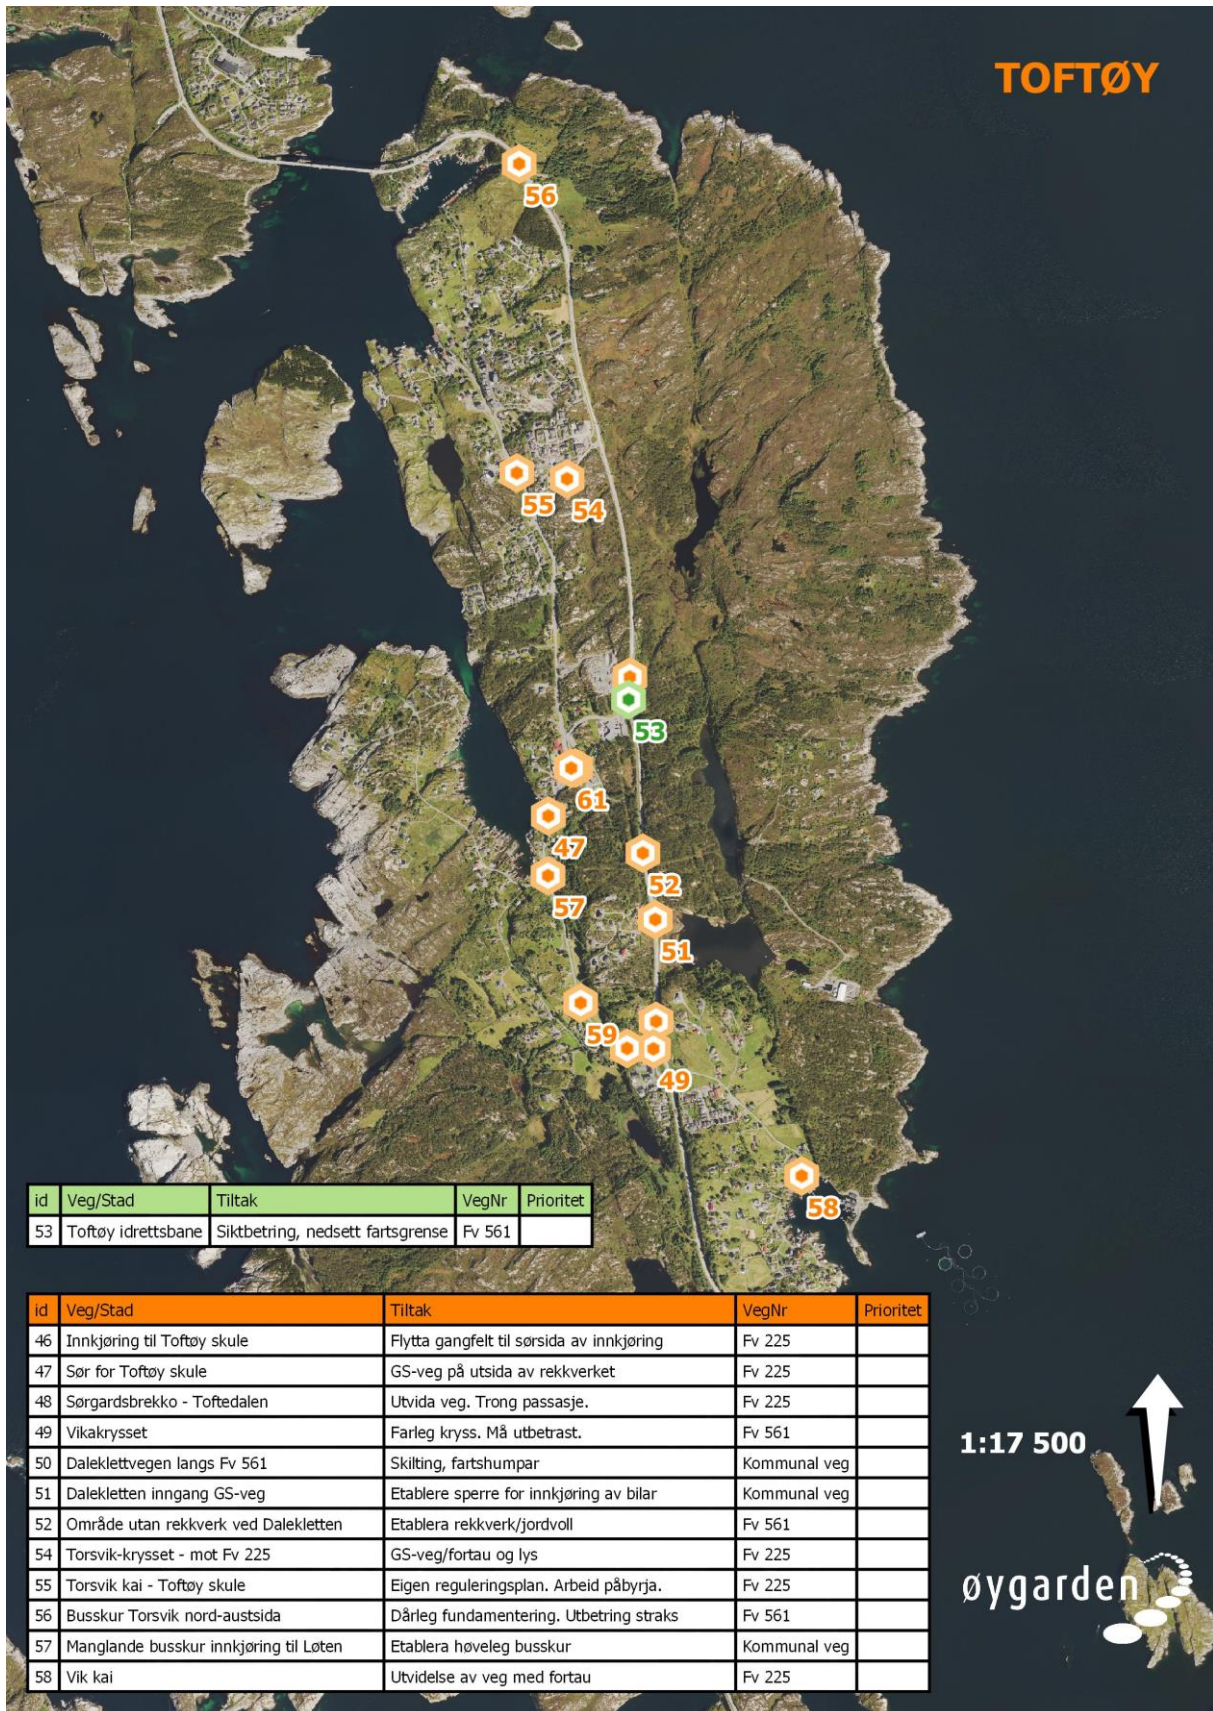 TOFTØY
56
55
54
53
61
47
52
57
51
59
49
58
id Veg/Stad Tiltak VegNr Prioritet
53 Toftøy idrettsbane Siktbetring, nedsett fartsgrense Fv 561
id Veg/Stad Tiltak VegNr Prioritet
46 Innkjøring til Toftøy skule Flytta gangfelt til sørsida av innkjøring Fv 225
47 Sør for Toftøy skule GS-veg på utsida av rekkverket Fv 225
48 Sørgardsbrekko - Toftedalen Utvida veg. Trong passasje. Fv 225
49 Vikakrysset Farleg kryss. Må utbetrast. Fv 561
50 Daleklettvegen langs Fv 561 Skilting, fartshumpar Kommunal veg
51 Dalekletten inngang GS-veg Etablere sperre for innkjøring av bilar Kommunal veg
52 Område utan rekkverk ved Dalekletten Etablera rekkverk/jordvoll Fv 561
54 Torsvik-krysset - mot Fv 225 GS-veg/fortau og lys Fv 225
55 Torsvik kai - Toftøy skule Eigen reguleringsplan. Arbeid påbyrja. Fv 225
56 Busskur Torsvik nord-austsida Dårleg fundamentering. Utbetring straks Fv 561
57 Manglande busskur innkjøring til Løten Etablera høveleg busskur Kommunal veg
58 Vik kai Utvidelse av veg med fortau Fv 225
1:17 500
øygarden